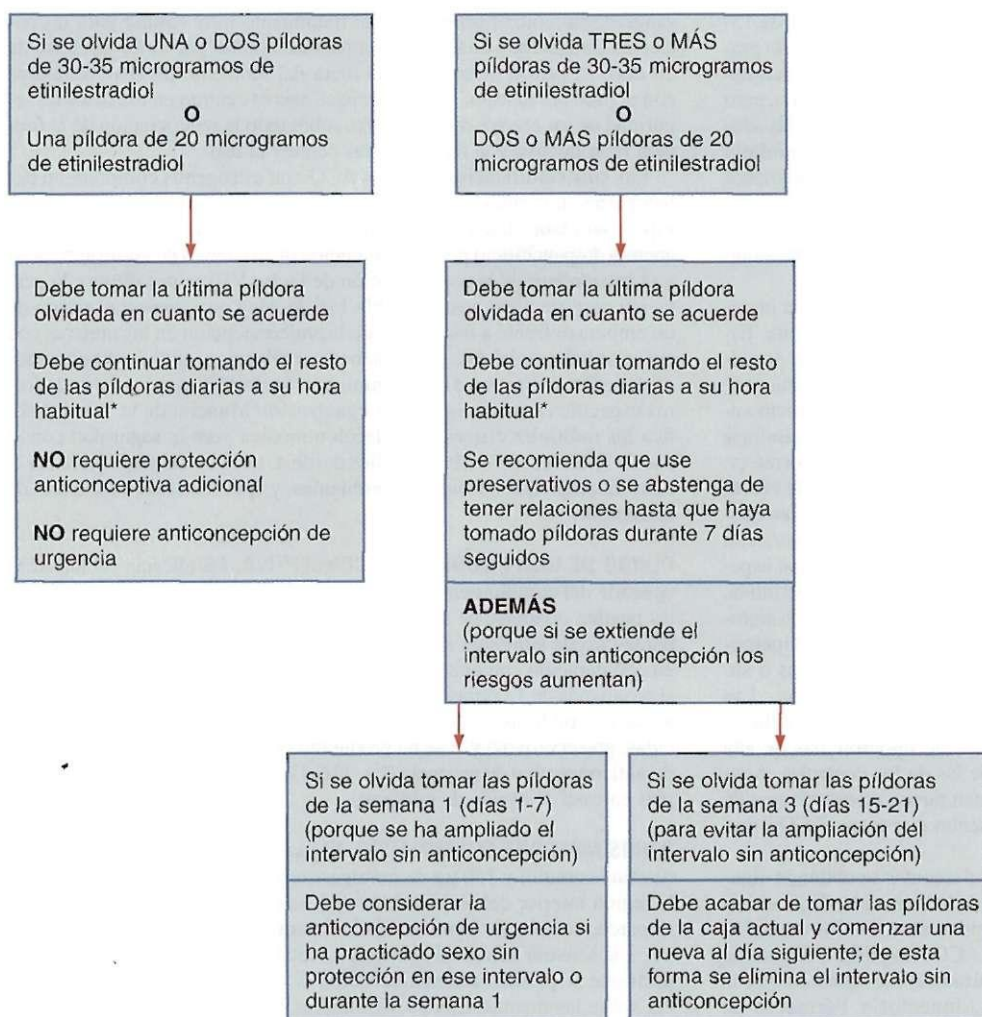 Si se olvida UNA o DOS píldoras
de 30-35 microgramos de
etinilestradiol
O
Una píldora de 20 microgramos
de etinilestradiol
Si se olvida TRES o MÁS
píldoras de 30-35 microgramos
de etinilestradiol
O
DOS o MÁS píldoras de 20
microgramos de etinilestradiol
Debe tomar la última píldora
olvidada en cuanto se acuerde
Debe continuar tomando el resto
de las píldoras diarias a su hora
habitual*
NO requiere protección
anticonceptiva adicional
NO requiere anticoncepción de
urgencia
Debe tomar la última píldora
olvidada en cuanto se acuerde
Debe continuar tomando el resto
de las píldoras diarias a su hora
habitual*
Se recomienda que use
preservativos o se abstenga de
tener relaciones hasta que haya
tomado píldoras durante 7 días
seguidos
ADEMÁS
(porque si se extiende el
intervalo sin anticoncepción los
riesgos aumentan)
Si se olvida tomar las píldoras
de la semana 1 (días 1-7)
(porque se ha ampliado el
intervalo sin anticoncepción)
Debe considerar la
anticoncepción de urgencia si
ha practicado sexo sin
protección en ese intervalo o
durante la semana 1
Si se olvida tomar las píldoras
de la semana 3 (días 15-21)
(para evitar la ampliación del
intervalo sin anticoncepción)
Debe acabar de tomar las píldoras
de la caja actual y comenzar una
nueva al día siguiente; de esta
forma se elimina el intervalo sin
anticoncepción